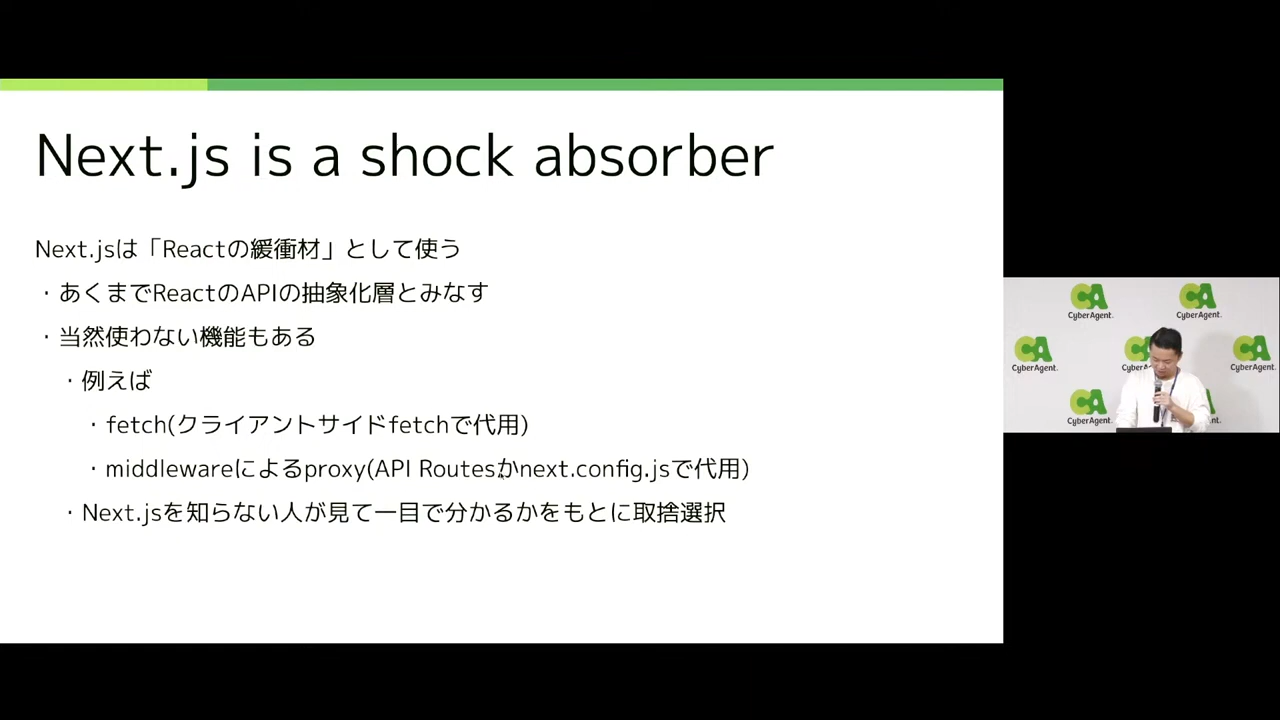 Next.js is a shock absorber
Next.jsは「Reactの緩衝材」として使う
・あくまでReactのAPIの抽象化層とみなす
・当然使わない機能もある
・例えば
・fetch(クライアントサイドfetchで代用)
・middlewareによるproxy(API Routesかnext.config.jsで代用)
・Next.jsを知らない人が見て一目で分かるかをもとに取捨選択
CyberAgent.
CyberAgent.
CyberAgent.
CyberAgent.
CyberAgent.